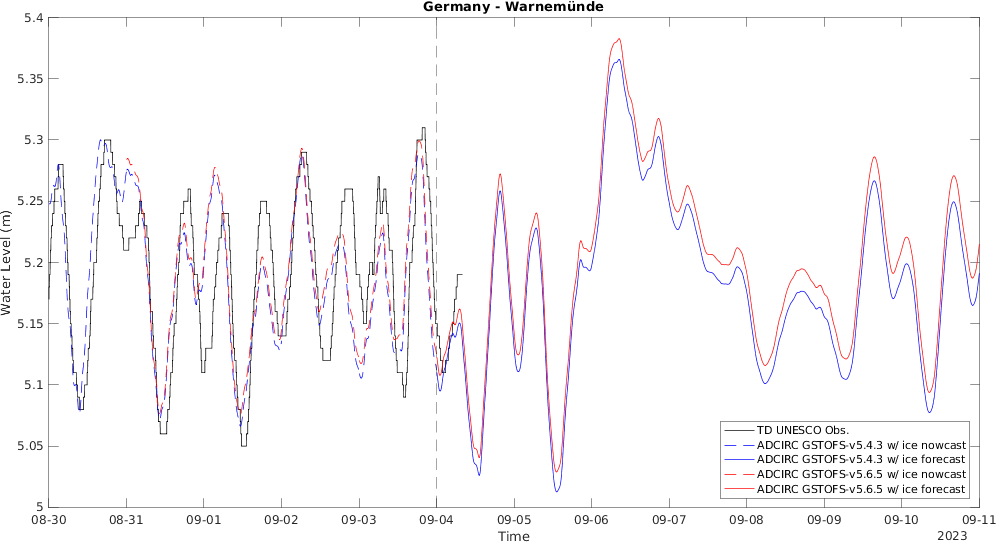 Germany - Warnemünde
Water Level (m)
5.4
5.35
5.3
5.25
5.2
5.15
5.1
5.05
5
08-30 08-31 09-01 09-02 09-03 09-04 09-05 09-06 09-07 09-08 09-09 09-10 09-11
Time
2023
TD UNESCO Obs.
ADCIRC GSTOFS-v5.4.3 w/ ice nowcast
ADCIRC GSTOFS-v5.4.3 w/ ice forecast
ADCIRC GSTOFS-v5.6.5 w/ ice nowcast
ADCIRC GSTOFS-v5.6.5 w/ ice forecast